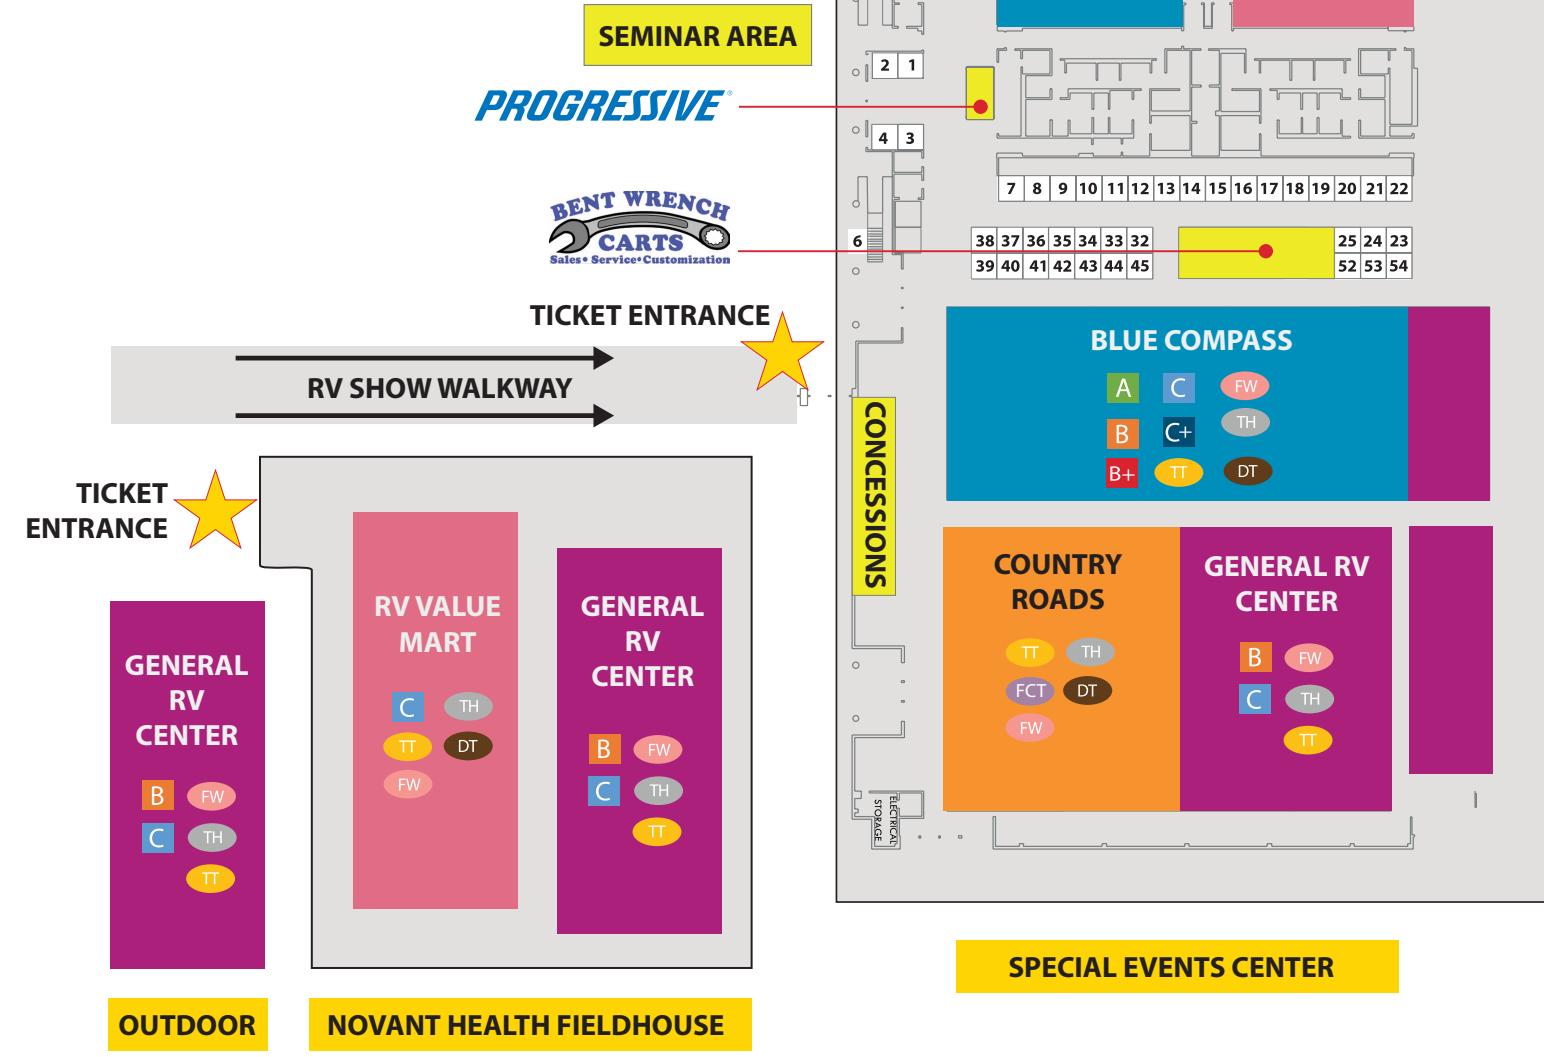 SEMINAR AREA
PROGRESSIVE®
2 1
4 3
7 8 9 10 11 12 13 14 15 16 17 18 19 20 21 22
BENT WRENCH
CARTS
Sales • Service • Customization
6
38 37 36 35 34 33 32
25 24 23
39 40 41 42 43 44 45
52 53 54
TICKET ENTRANCE
RV SHOW WALKWAY
CONCESSIONS
BLUE COMPASS
A C FW
B C+ TH
B+ TT DT
TICKET
ENTRANCE
GENERAL
RV
CENTER
B FW
C TH
TT
RV VALUE
MART
C TH
TT DT
FW
GENERAL
RV
CENTER
B FW
C TH
TT
COUNTRY
ROADS
TT TH
FCT DT
FW
GENERAL RV
CENTER
B FW
C TH
TT
ELECTRICAL
STORAGE
SPECIAL EVENTS CENTER
OUTDOOR
NOVANT HEALTH FIELDHOUSE